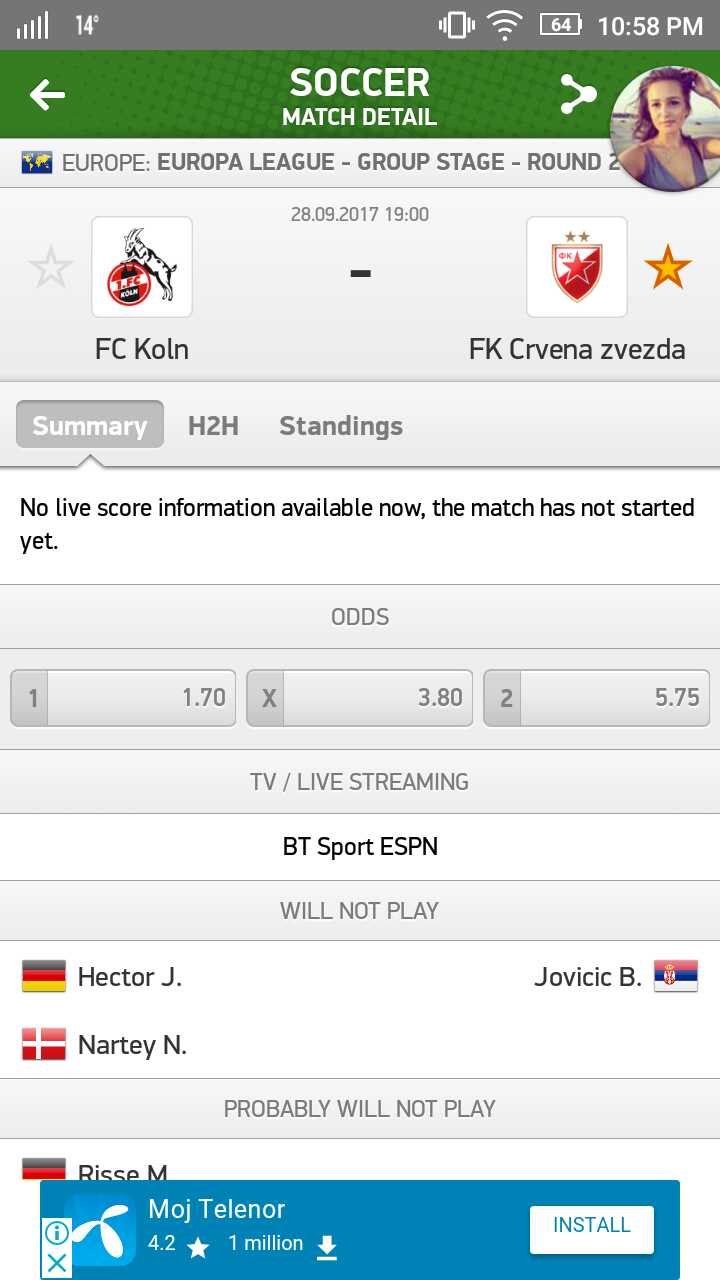 14°
64
10:58 PM
SOCCER
MATCH DETAIL
EUROPE: EUROPA LEAGUE - GROUP STAGE - ROUND 2
28.09.2017 19:00
-
1.FC
KÖLN
ФК
FC Koln
FK Crvena zvezda
Summary
H2H
Standings
No live score information available now, the match has not started
yet.
ODDS
1 1.70
X 3.80
2 5.75
TV / LIVE STREAMING
BT Sport ESPN
WILL NOT PLAY
Hector J.
Jovicic B.
Nartey N.
PROBABLY WILL NOT PLAY
Risse M
Moj Telenor
4.2 1 million
INSTALL